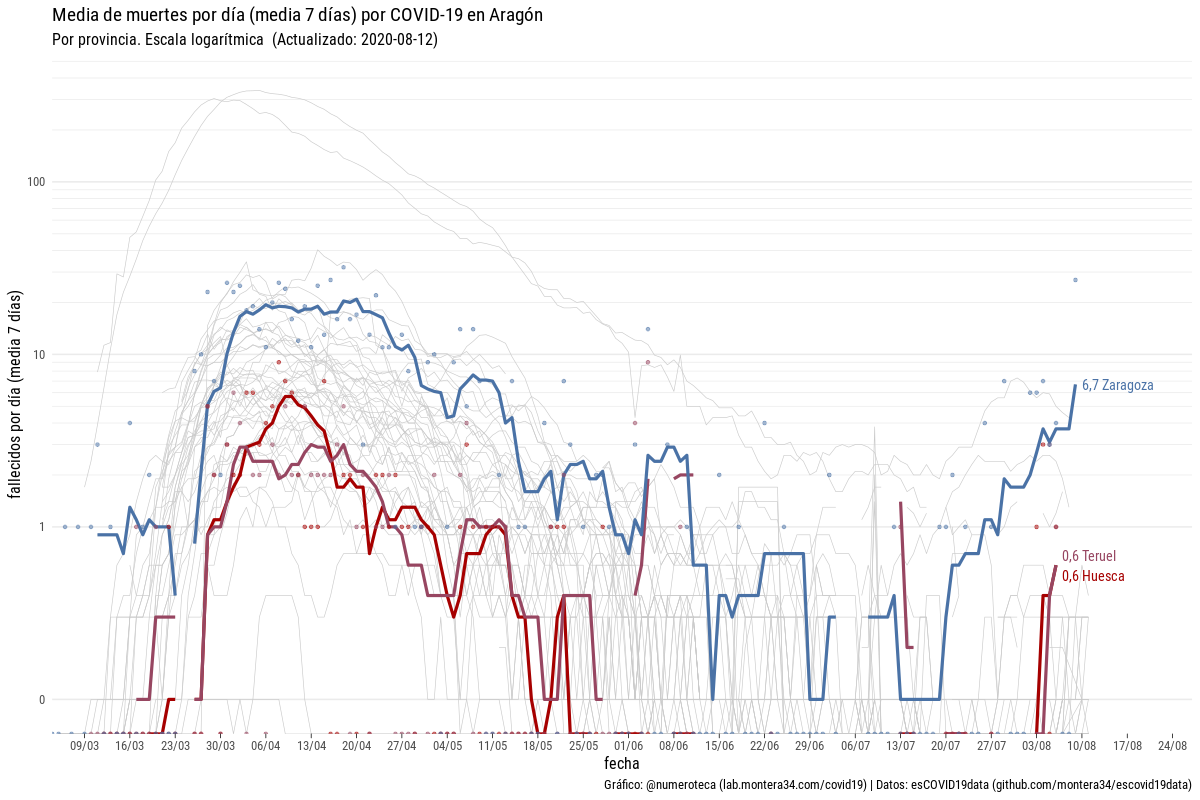 Media de muertes por día (media 7 días) por COVID-19 en Aragón
Por provincia. Escala logarítmica (Actualizado: 2020-08-12)
fallecidos por día (media 7 días)
100
10
1
0
6,7 Zaragoza
0,6 Teruel
0,6 Huesca
09/03 16/03 23/03 30/03 06/04 13/04 20/04 27/04 04/05 11/05 18/05 25/05 01/06 08/06 15/06 22/06 29/06 06/07 13/07 20/07 27/07 03/08 10/08 17/08 24/08
fecha
Gráfico: @numeroteca (lab.montera34.com/covid19) | Datos: esCOVID19data (github.com/montera34/escovid19data)